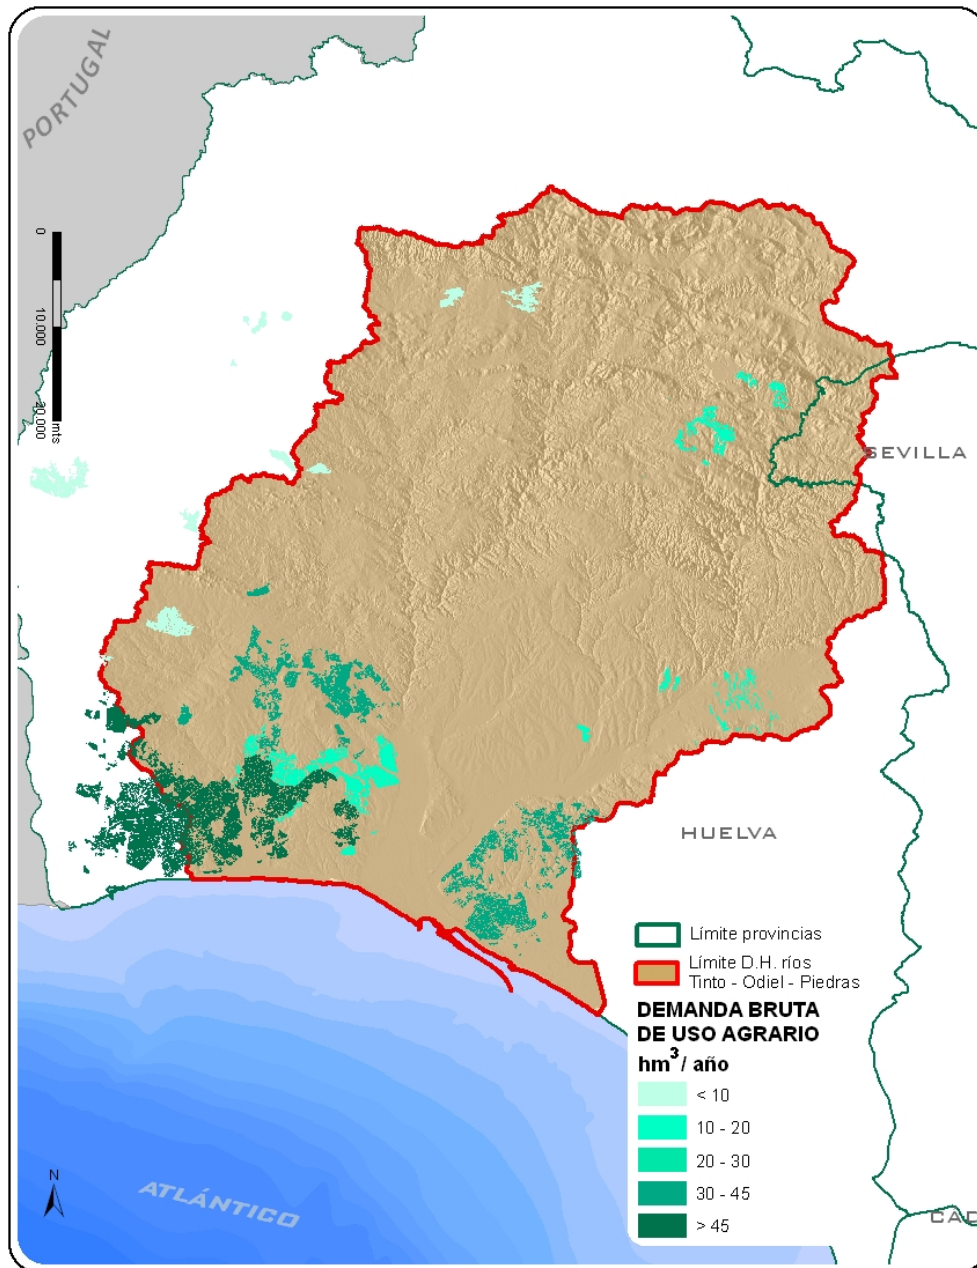 PORTUGAL
0
10.000
20.000
mts
SEVILLA
HUELVA
Límite provincias
Límite D.H. ríos
Tinto - Odiel - Piedras
DEMANDA BRUTA
DE USO AGRARIO
hm³/ año
< 10
10 - 20
20 - 30
30 - 45
> 45
N
ATLÁNTICO
CAD